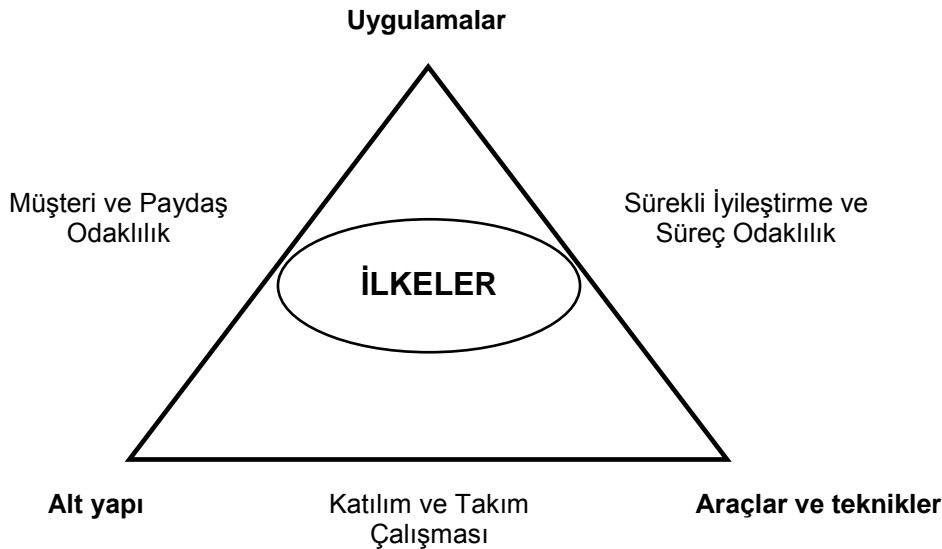 Uygulamalar
Müşteri ve Paydaş
Odaklılık
Sürekli İyileştirme ve
Süreç Odaklılık
İLKELER
Alt yapı
Katılım ve Takım
Çalışması
Araçlar ve teknikler